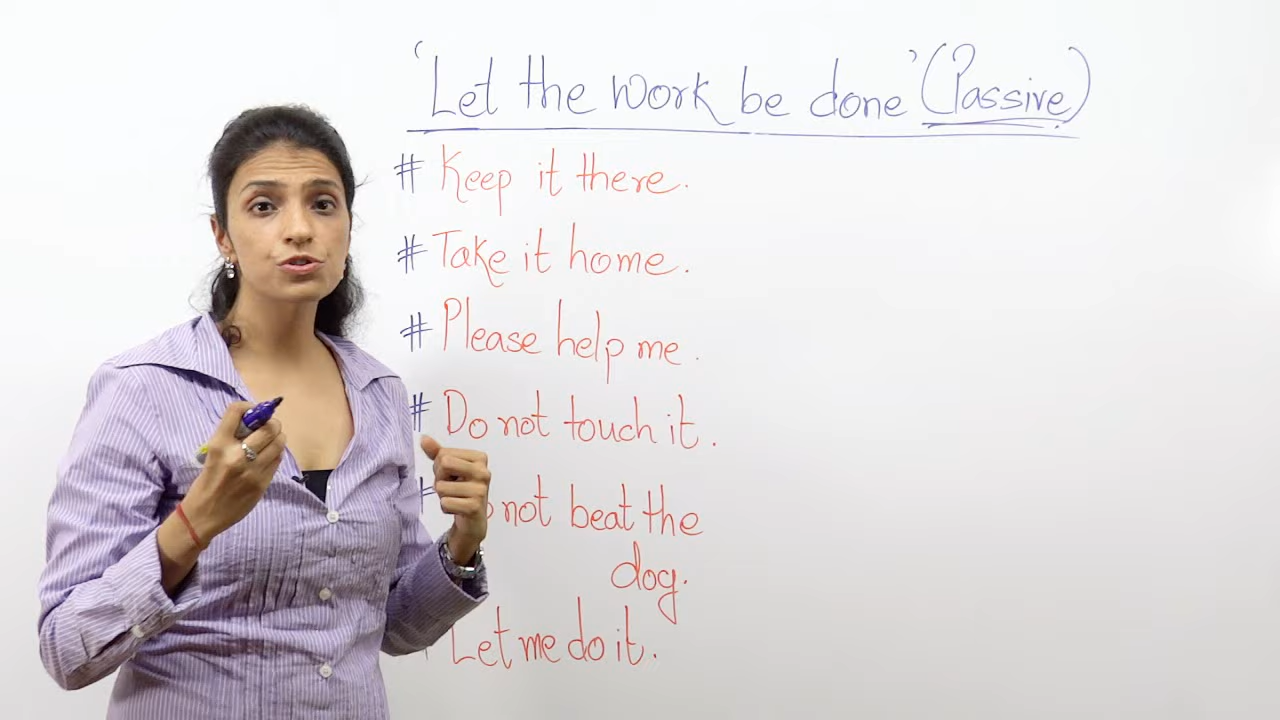 'Let the work be done' (Passive)
# Keep it there.
# Take it home.
# Please help me.
# Do not touch it.
# not beat the
dog.
Let me do it.